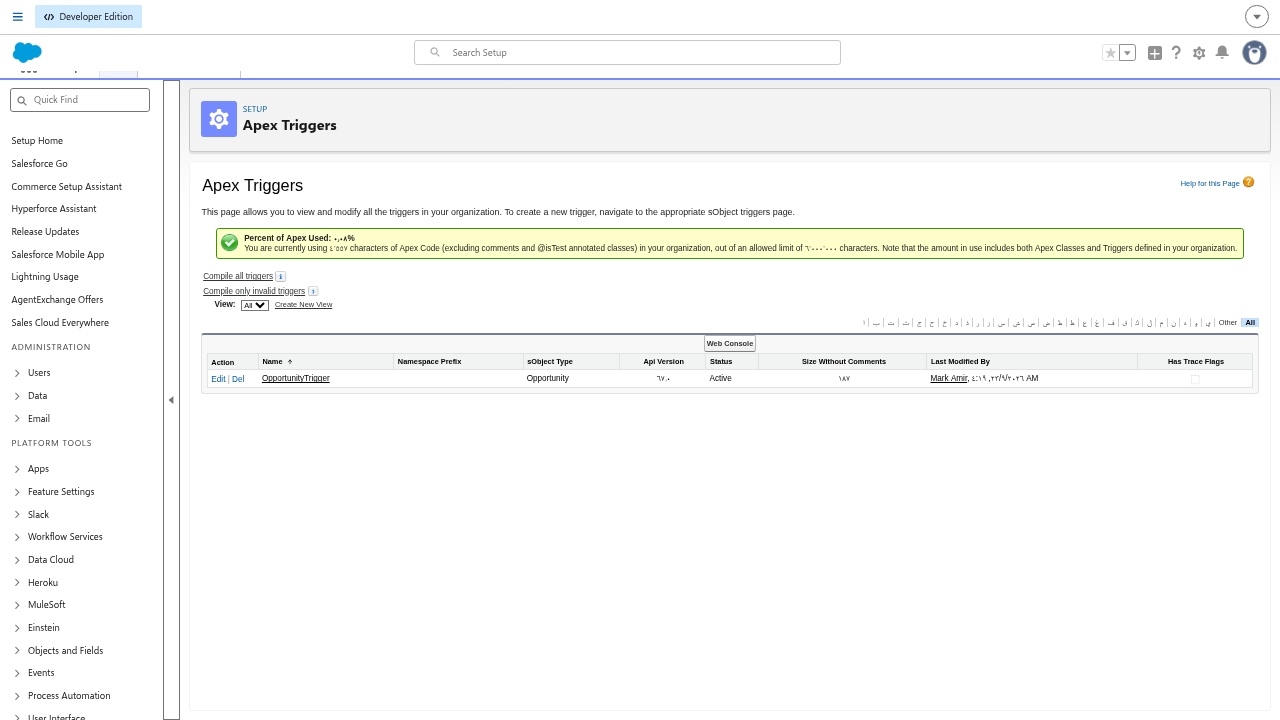 Developer Edition
Search Setup
Quick Find
Setup Home
Salesforce Go
Commerce Setup Assistant
Hyperforce Assistant
Release Updates
Salesforce Mobile App
Lightning Usage
AgentExchange Offers
Sales Cloud Everywhere
ADMINISTRATION
Users
Data
Email
PLATFORM TOOLS
Apps
Feature Settings
Slack
Workflow Services
Data Cloud
Heroku
MuleSoft
Einstein
Objects and Fields
Events
Process Automation
User Interface
SETUP
Apex Triggers
Apex Triggers
Help for this Page
This page allows you to view and modify all the triggers in your organization. To create a new trigger, navigate to the appropriate sObject triggers page.
Percent of Apex Used: ٠٫٠٨%
You are currently using ٤٬٥٥٧ characters of Apex Code (excluding comments and @isTest annotated classes) in your organization, out of an allowed limit of ٦٬٠٠٠٬٠٠٠ characters. Note that the amount in use includes both Apex Classes and Triggers defined in your organization.
Compile all triggers
Compile only invalid triggers
View: All Create New View
ا | ب | ت | ث | ج | ح | خ | د | ذ | ر | ز | س | ش | ص | ض | ط | ظ | ع | غ | ف | ق | ك | ل | م | ن | ه | و | ي | Other All
Web Console
Action Name Namespace Prefix sObject Type Api Version Status Size Without Comments Last Modified By Has Trace Flags
Edit | Del OpportunityTrigger Opportunity ٦٧٫٠ Active ١٨٧ Mark Amir, ٢٣/٩/٢٠٢٦, ٤:١٩ AM